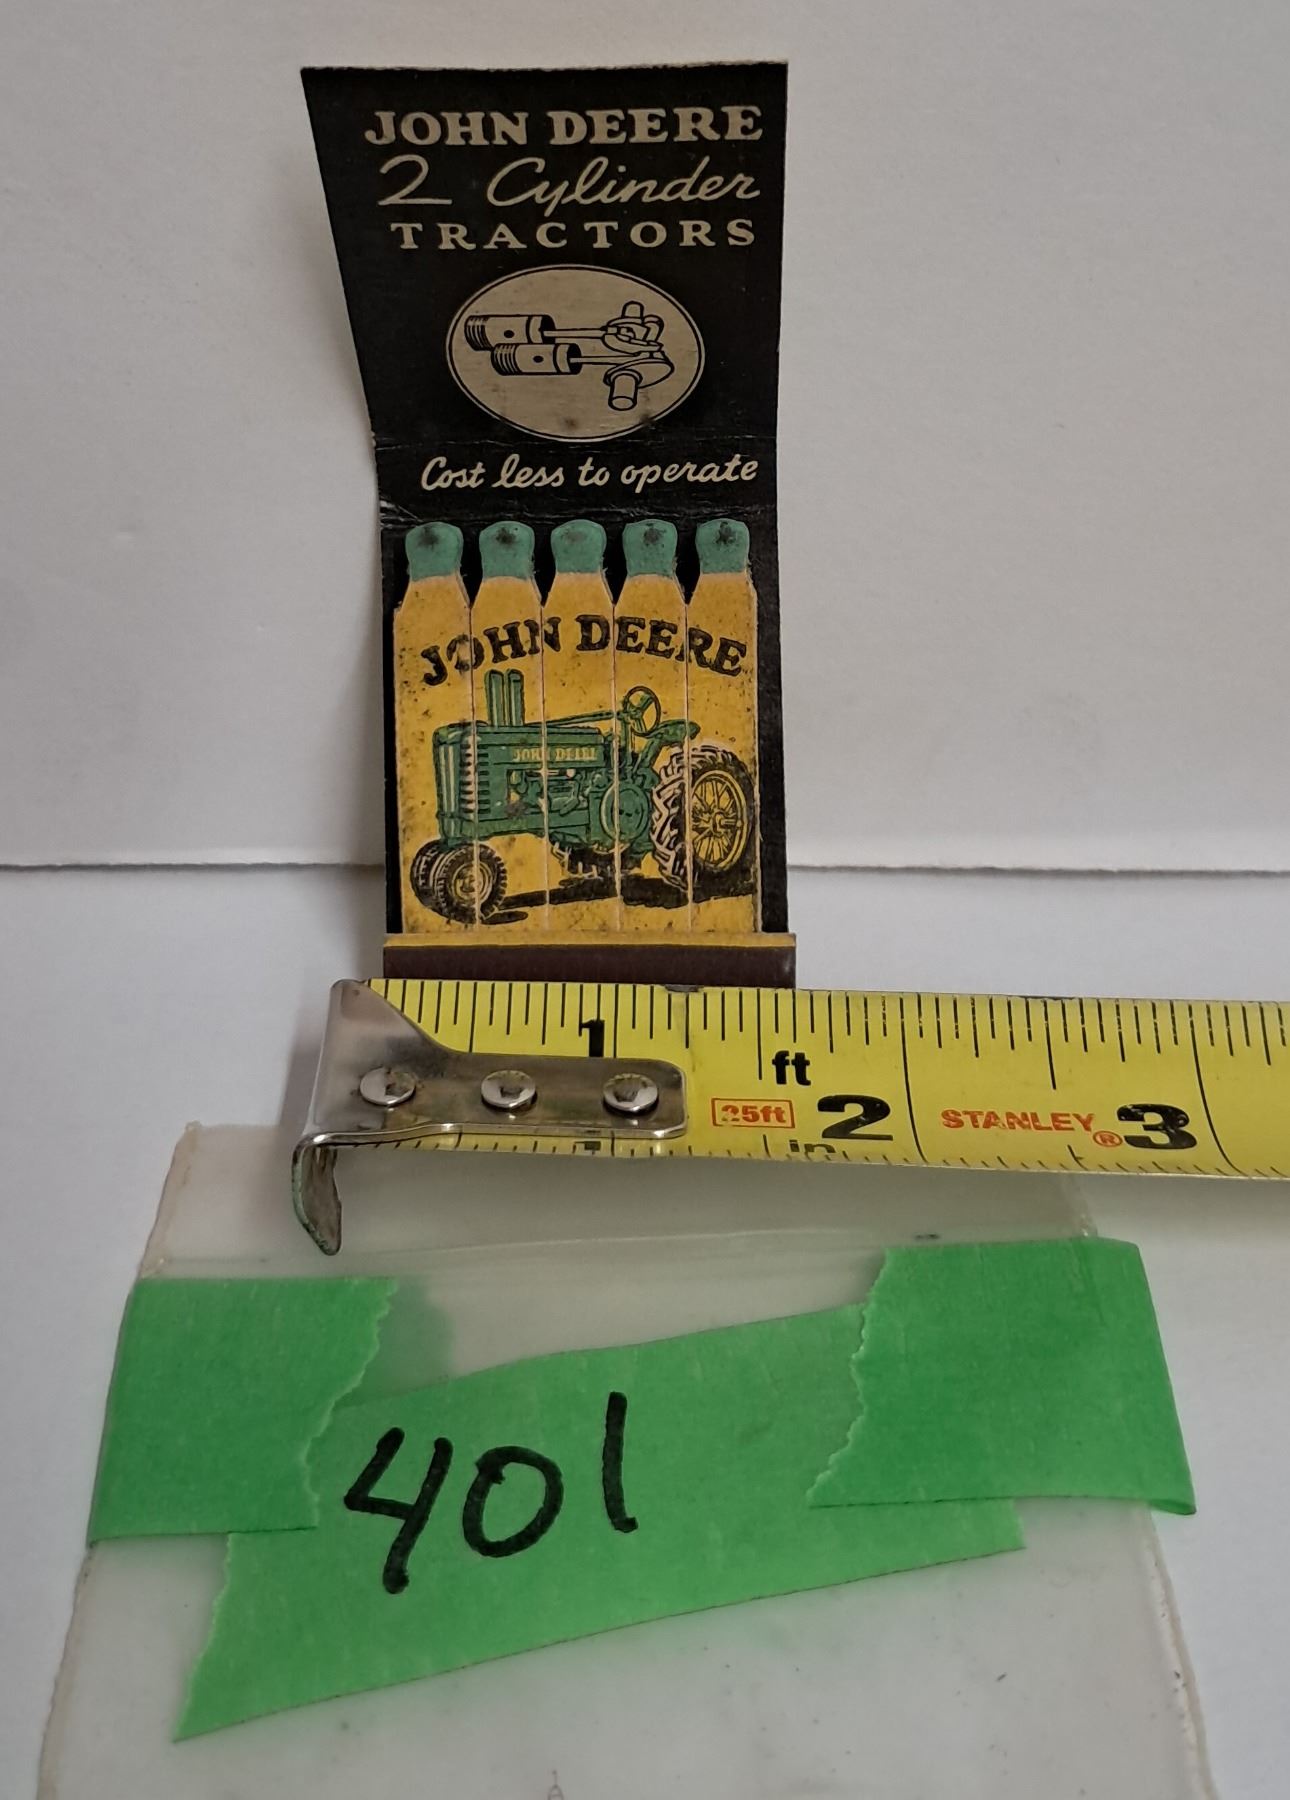 JOHN DEERE
2 Cylinder
TRACTORS
Cost less to operate
JOHN DEERE
JOHN DEERE
1
ft
25ft
2
in
STANLEY®
3
401